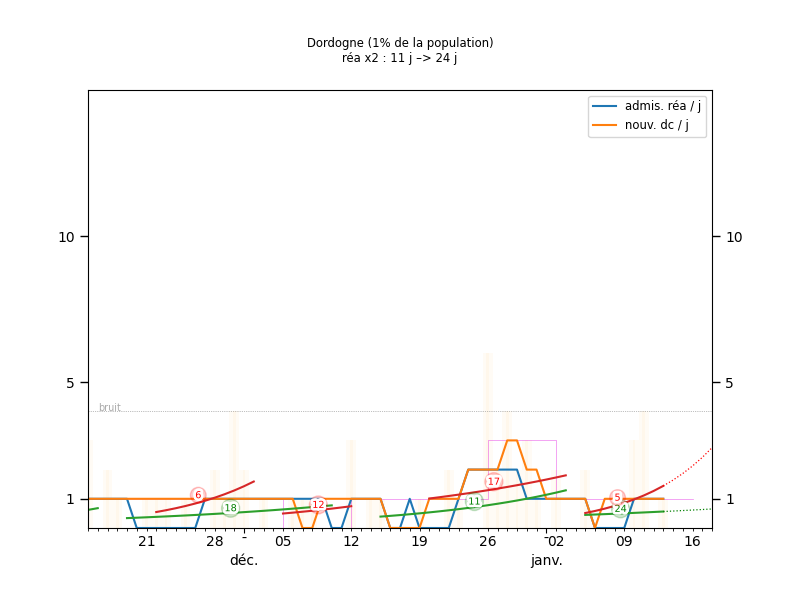 Dordogne (1% de la population)
réa x2 : 11 j –> 24 j
admis. réa / j
nouv. dc / j
10 10
5 5
bruit
1 1
6 18 12 11 17 5 24
21 28 05 12 19 26 02 09 16
déc. janv.